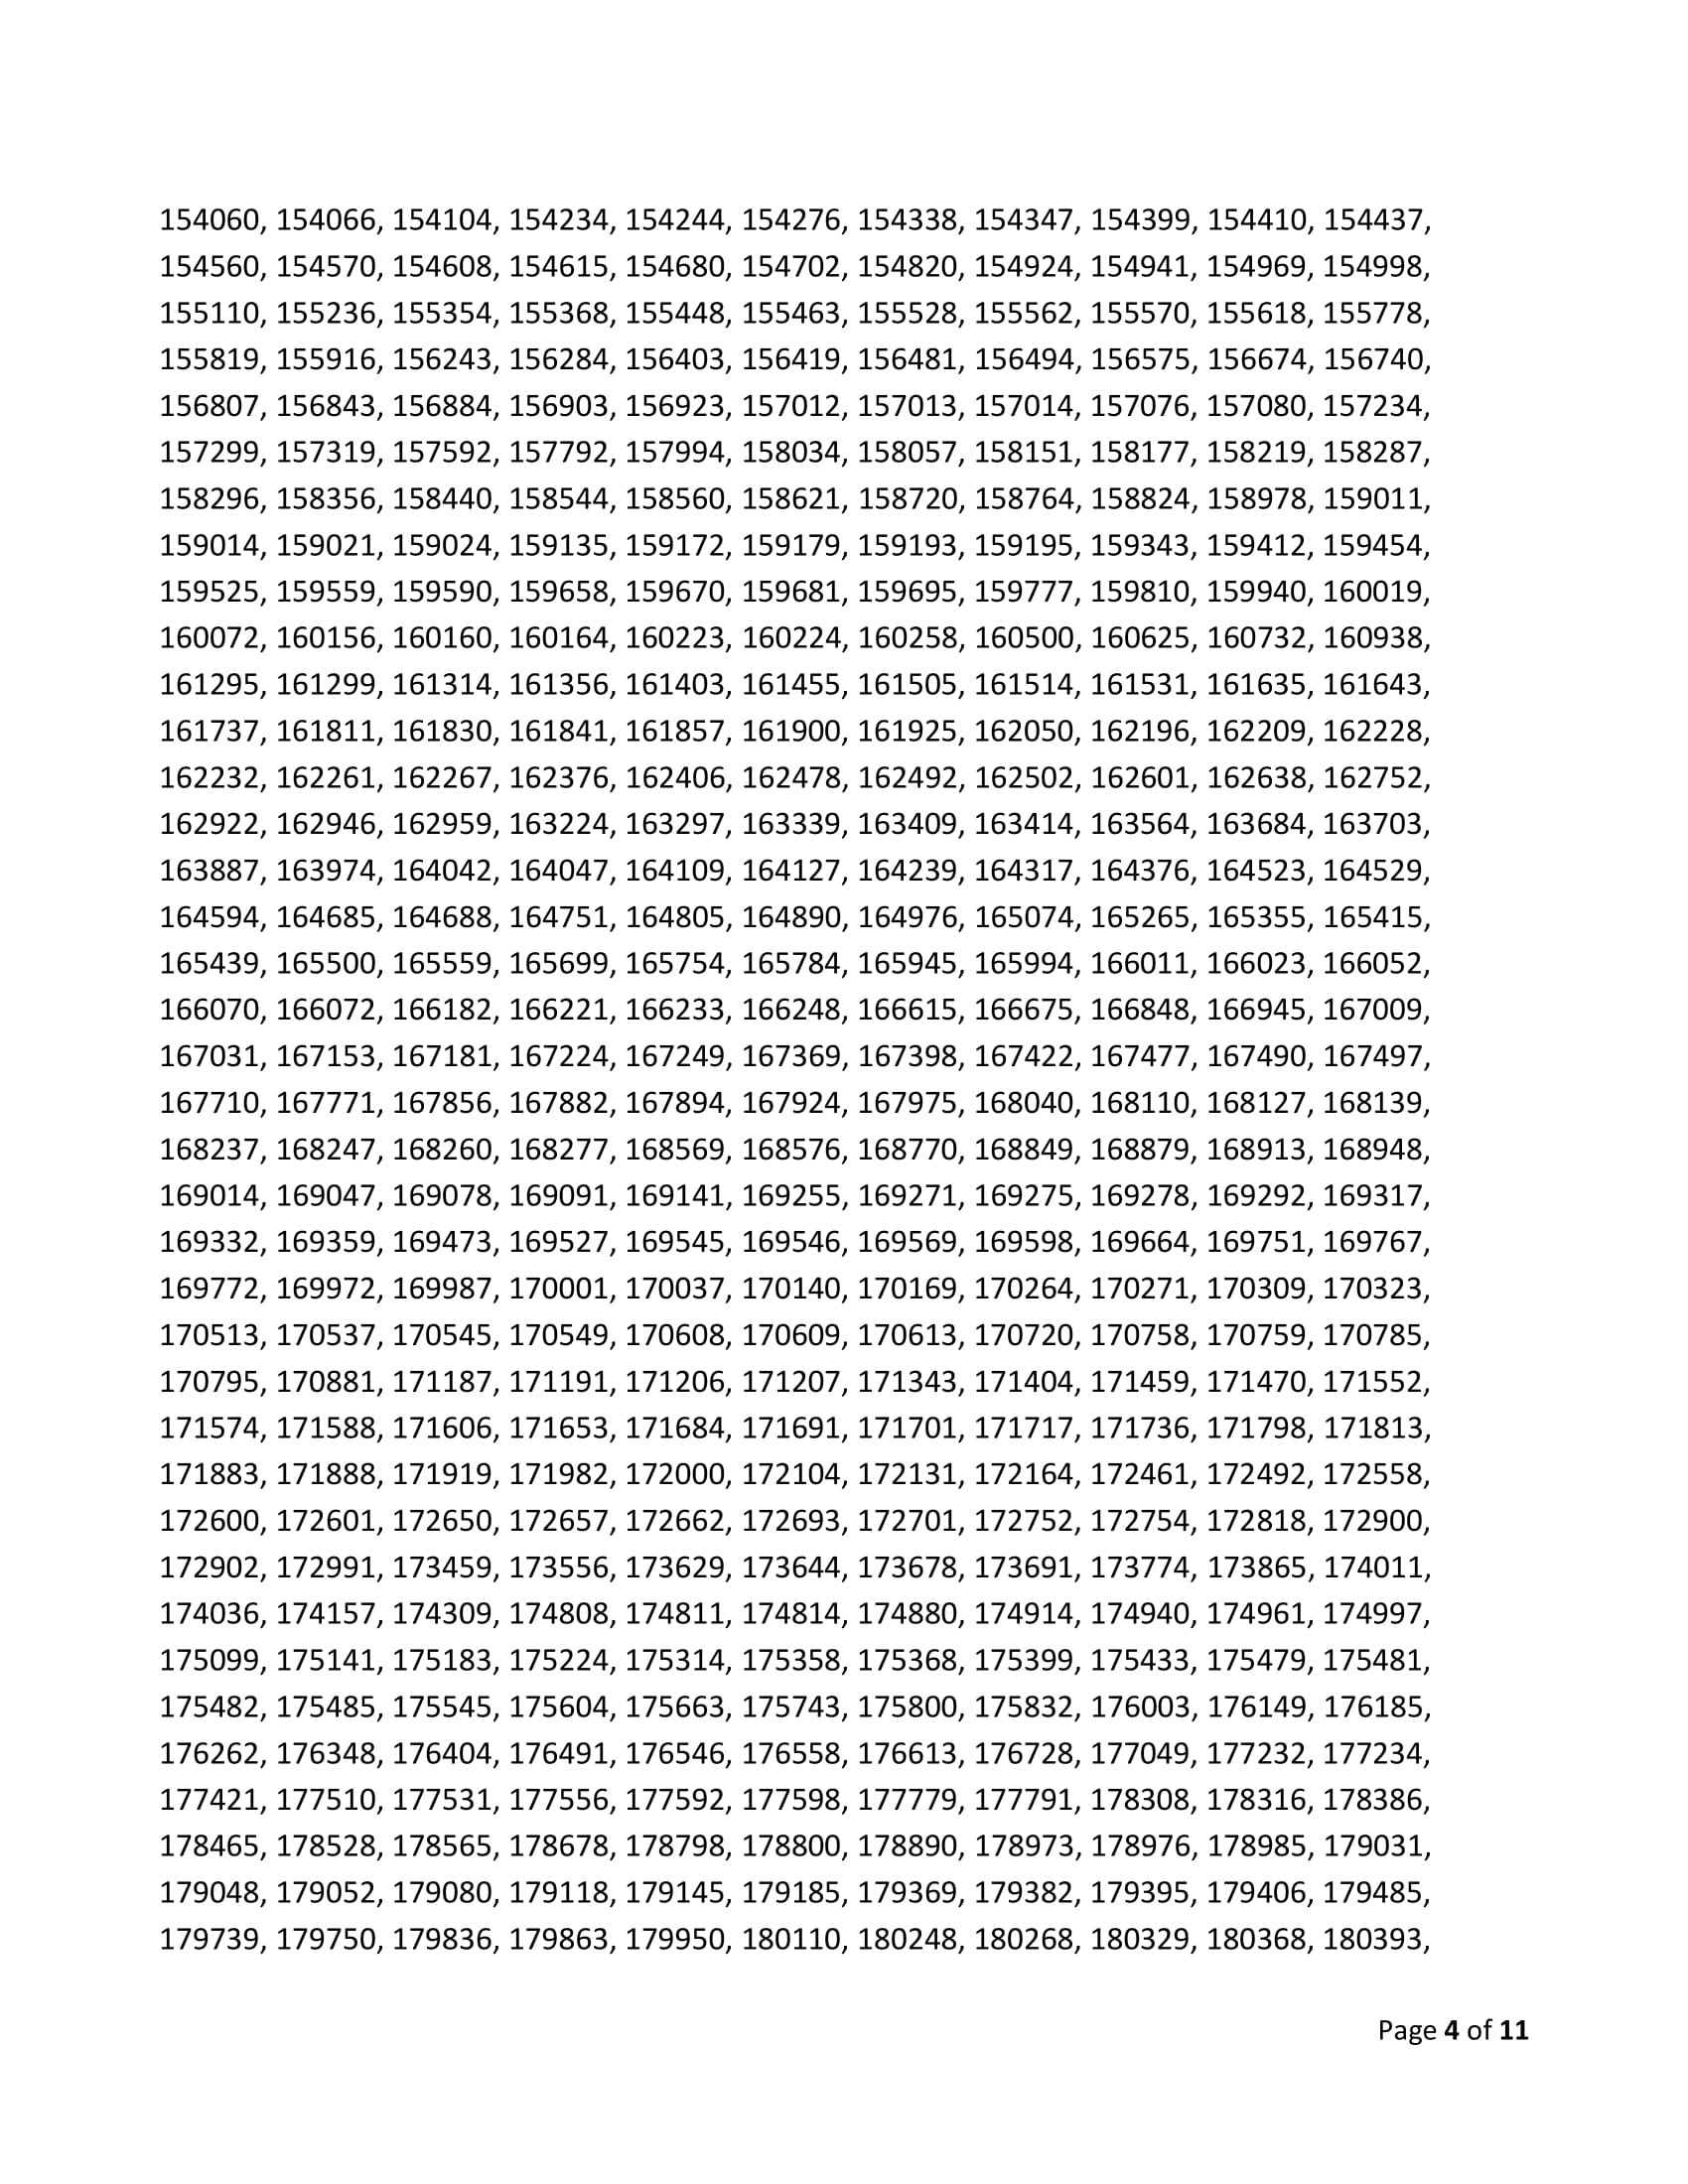 154060, 154066, 154104, 154234, 154244, 154276, 154338, 154347, 154399, 154410, 154437,
154560, 154570, 154608, 154615, 154680, 154702, 154820, 154924, 154941, 154969, 154998,
155110, 155236, 155354, 155368, 155448, 155463, 155528, 155562, 155570, 155618, 155778,
155819, 155916, 156243, 156284, 156403, 156419, 156481, 156494, 156575, 156674, 156740,
156807, 156843, 156884, 156903, 156923, 157012, 157013, 157014, 157076, 157080, 157234,
157299, 157319, 157592, 157792, 157994, 158034, 158057, 158151, 158177, 158219, 158287,
158296, 158356, 158440, 158544, 158560, 158621, 158720, 158764, 158824, 158978, 159011,
159014, 159021, 159024, 159135, 159172, 159179, 159193, 159195, 159343, 159412, 159454,
159525, 159559, 159590, 159658, 159670, 159681, 159695, 159777, 159810, 159940, 160019,
160072, 160156, 160160, 160164, 160223, 160224, 160258, 160500, 160625, 160732, 160938,
161295, 161299, 161314, 161356, 161403, 161455, 161505, 161514, 161531, 161635, 161643,
161737, 161811, 161830, 161841, 161857, 161900, 161925, 162050, 162196, 162209, 162228,
162232, 162261, 162267, 162376, 162406, 162478, 162492, 162502, 162601, 162638, 162752,
162922, 162946, 162959, 163224, 163297, 163339, 163409, 163414, 163564, 163684, 163703,
163887, 163974, 164042, 164047, 164109, 164127, 164239, 164317, 164376, 164523, 164529,
164594, 164685, 164688, 164751, 164805, 164890, 164976, 165074, 165265, 165355, 165415,
165439, 165500, 165559, 165699, 165754, 165784, 165945, 165994, 166011, 166023, 166052,
166070, 166072, 166182, 166221, 166233, 166248, 166615, 166675, 166848, 166945, 167009,
167031, 167153, 167181, 167224, 167249, 167369, 167398, 167422, 167477, 167490, 167497,
167710, 167771, 167856, 167882, 167894, 167924, 167975, 168040, 168110, 168127, 168139,
168237, 168247, 168260, 168277, 168569, 168576, 168770, 168849, 168879, 168913, 168948,
169014, 169047, 169078, 169091, 169141, 169255, 169271, 169275, 169278, 169292, 169317,
169332, 169359, 169473, 169527, 169545, 169546, 169569, 169598, 169664, 169751, 169767,
169772, 169972, 169987, 170001, 170037, 170140, 170169, 170264, 170271, 170309, 170323,
170513, 170537, 170545, 170549, 170608, 170609, 170613, 170720, 170758, 170759, 170785,
170795, 170881, 171187, 171191, 171206, 171207, 171343, 171404, 171459, 171470, 171552,
171574, 171588, 171606, 171653, 171684, 171691, 171701, 171717, 171736, 171798, 171813,
171883, 171888, 171919, 171982, 172000, 172104, 172131, 172164, 172461, 172492, 172558,
172600, 172601, 172650, 172657, 172662, 172693, 172701, 172752, 172754, 172818, 172900,
172902, 172991, 173459, 173556, 173629, 173644, 173678, 173691, 173774, 173865, 174011,
174036, 174157, 174309, 174808, 174811, 174814, 174880, 174914, 174940, 174961, 174997,
175099, 175141, 175183, 175224, 175314, 175358, 175368, 175399, 175433, 175479, 175481,
175482, 175485, 175545, 175604, 175663, 175743, 175800, 175832, 176003, 176149, 176185,
176262, 176348, 176404, 176491, 176546, 176558, 176613, 176728, 177049, 177232, 177234,
177421, 177510, 177531, 177556, 177592, 177598, 177779, 177791, 178308, 178316, 178386,
178465, 178528, 178565, 178678, 178798, 178800, 178890, 178973, 178976, 178985, 179031,
179048, 179052, 179080, 179118, 179145, 179185, 179369, 179382, 179395, 179406, 179485,
179739, 179750, 179836, 179863, 179950, 180110, 180248, 180268, 180329, 180368, 180393,
Page 4 of 11